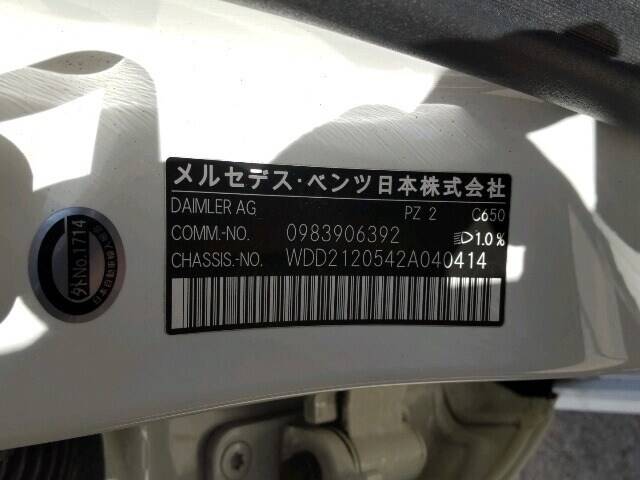 メルセデス・ベンツ日本株式会社
DAIMLER AG PZ 2 C650
COMM.-NO. 0983906392 1.0%
CHASSIS.-NO. WDD2120542A040414
外No.1714